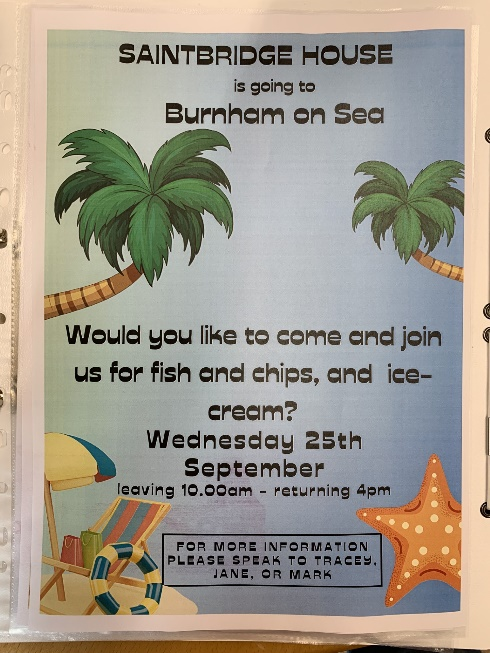 SAINTBRIDGE HOUSE
is going to
Burnham on Sea
Would you like to come and join
us for fish and chips, and ice-
cream?
Wednesday 25th
September
leaving 10.00am - returning 4pm
FOR MORE INFORMATION
PLEASE SPEAK TO TRACEY,
JANE, OR MARK